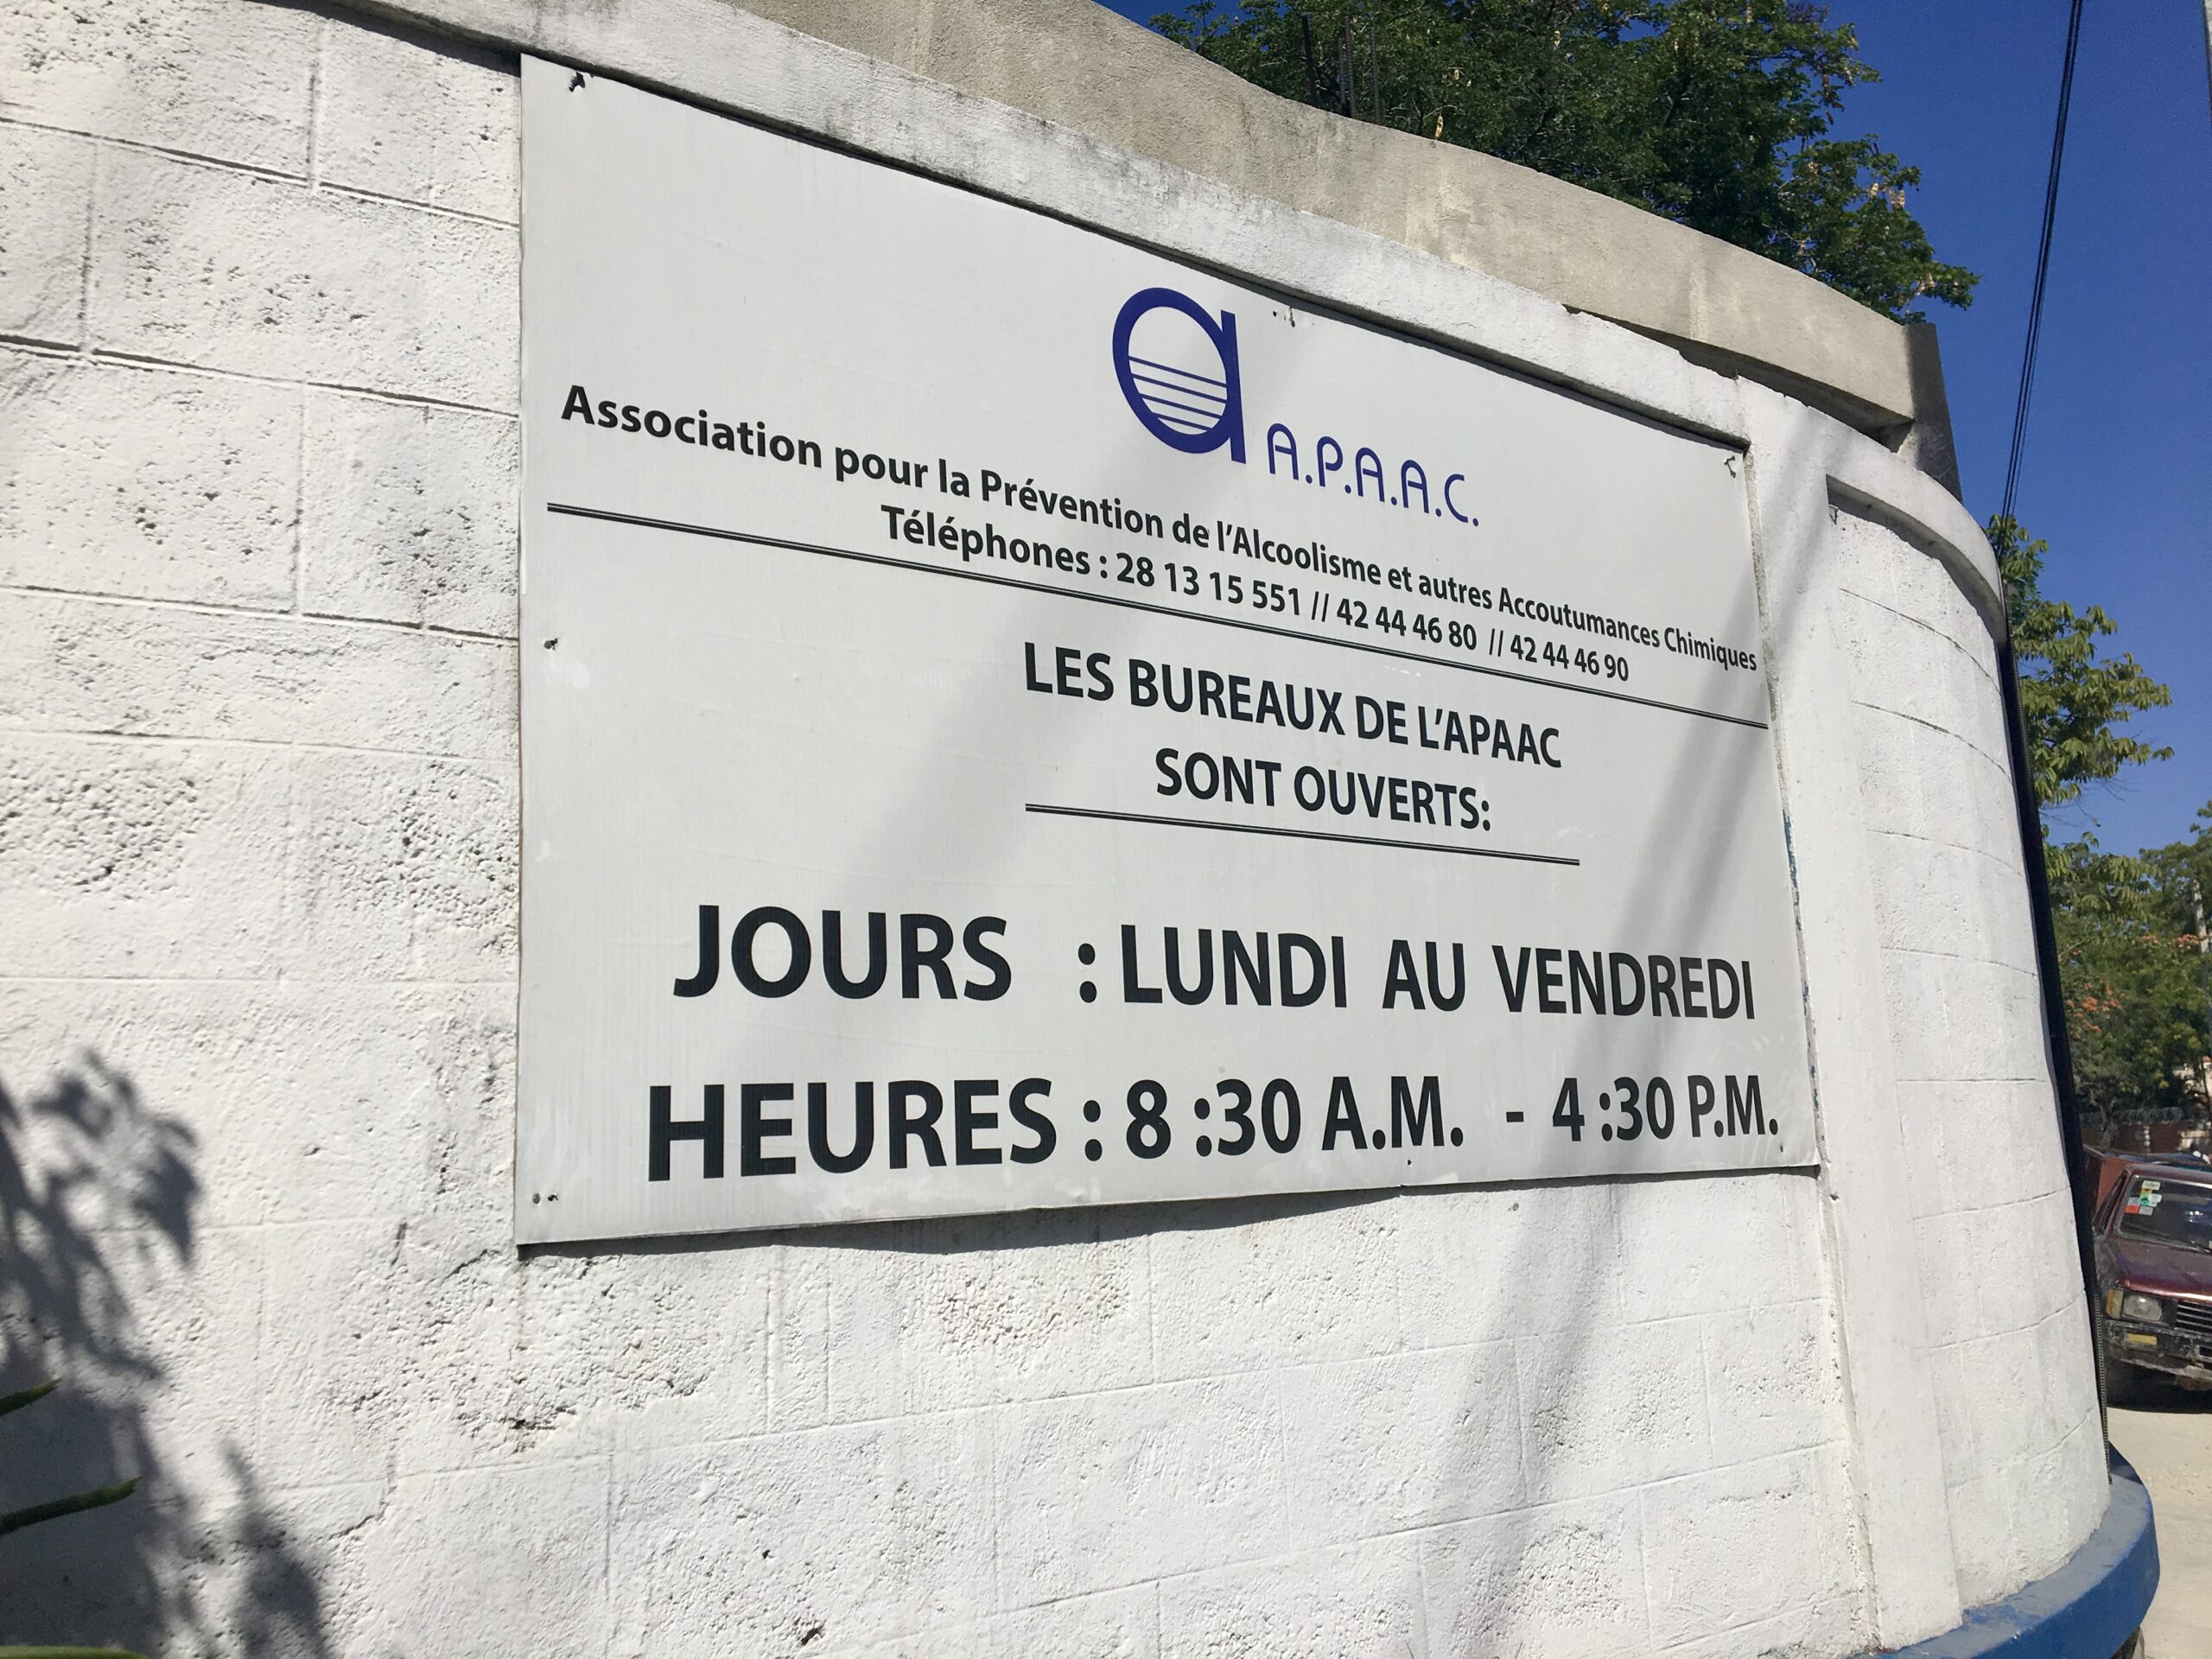 a A.P.A.A.C.
Association pour la Prévention de l'Alcoolisme et autres Accoutumances Chimiques
Téléphones : 28 13 15 551 // 42 44 46 80 // 42 44 46 90
LES BUREAUX DE L'APAAC
SONT OUVERTS:
JOURS : LUNDI AU VENDREDI
HEURES : 8 :30 A.M. - 4 :30 P.M.